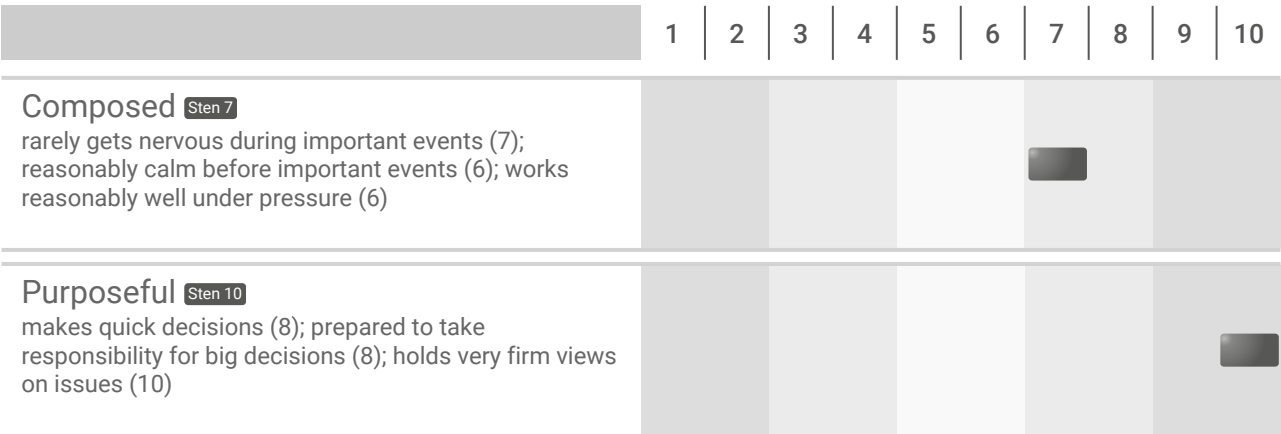 1 2 3 4 5 6 7 8 9 10
Composed Sten 7
rarely gets nervous during important events (7);
reasonably calm before important events (6); works
reasonably well under pressure (6)
Purposeful Sten 10
makes quick decisions (8); prepared to take
responsibility for big decisions (8); holds very firm views
on issues (10)